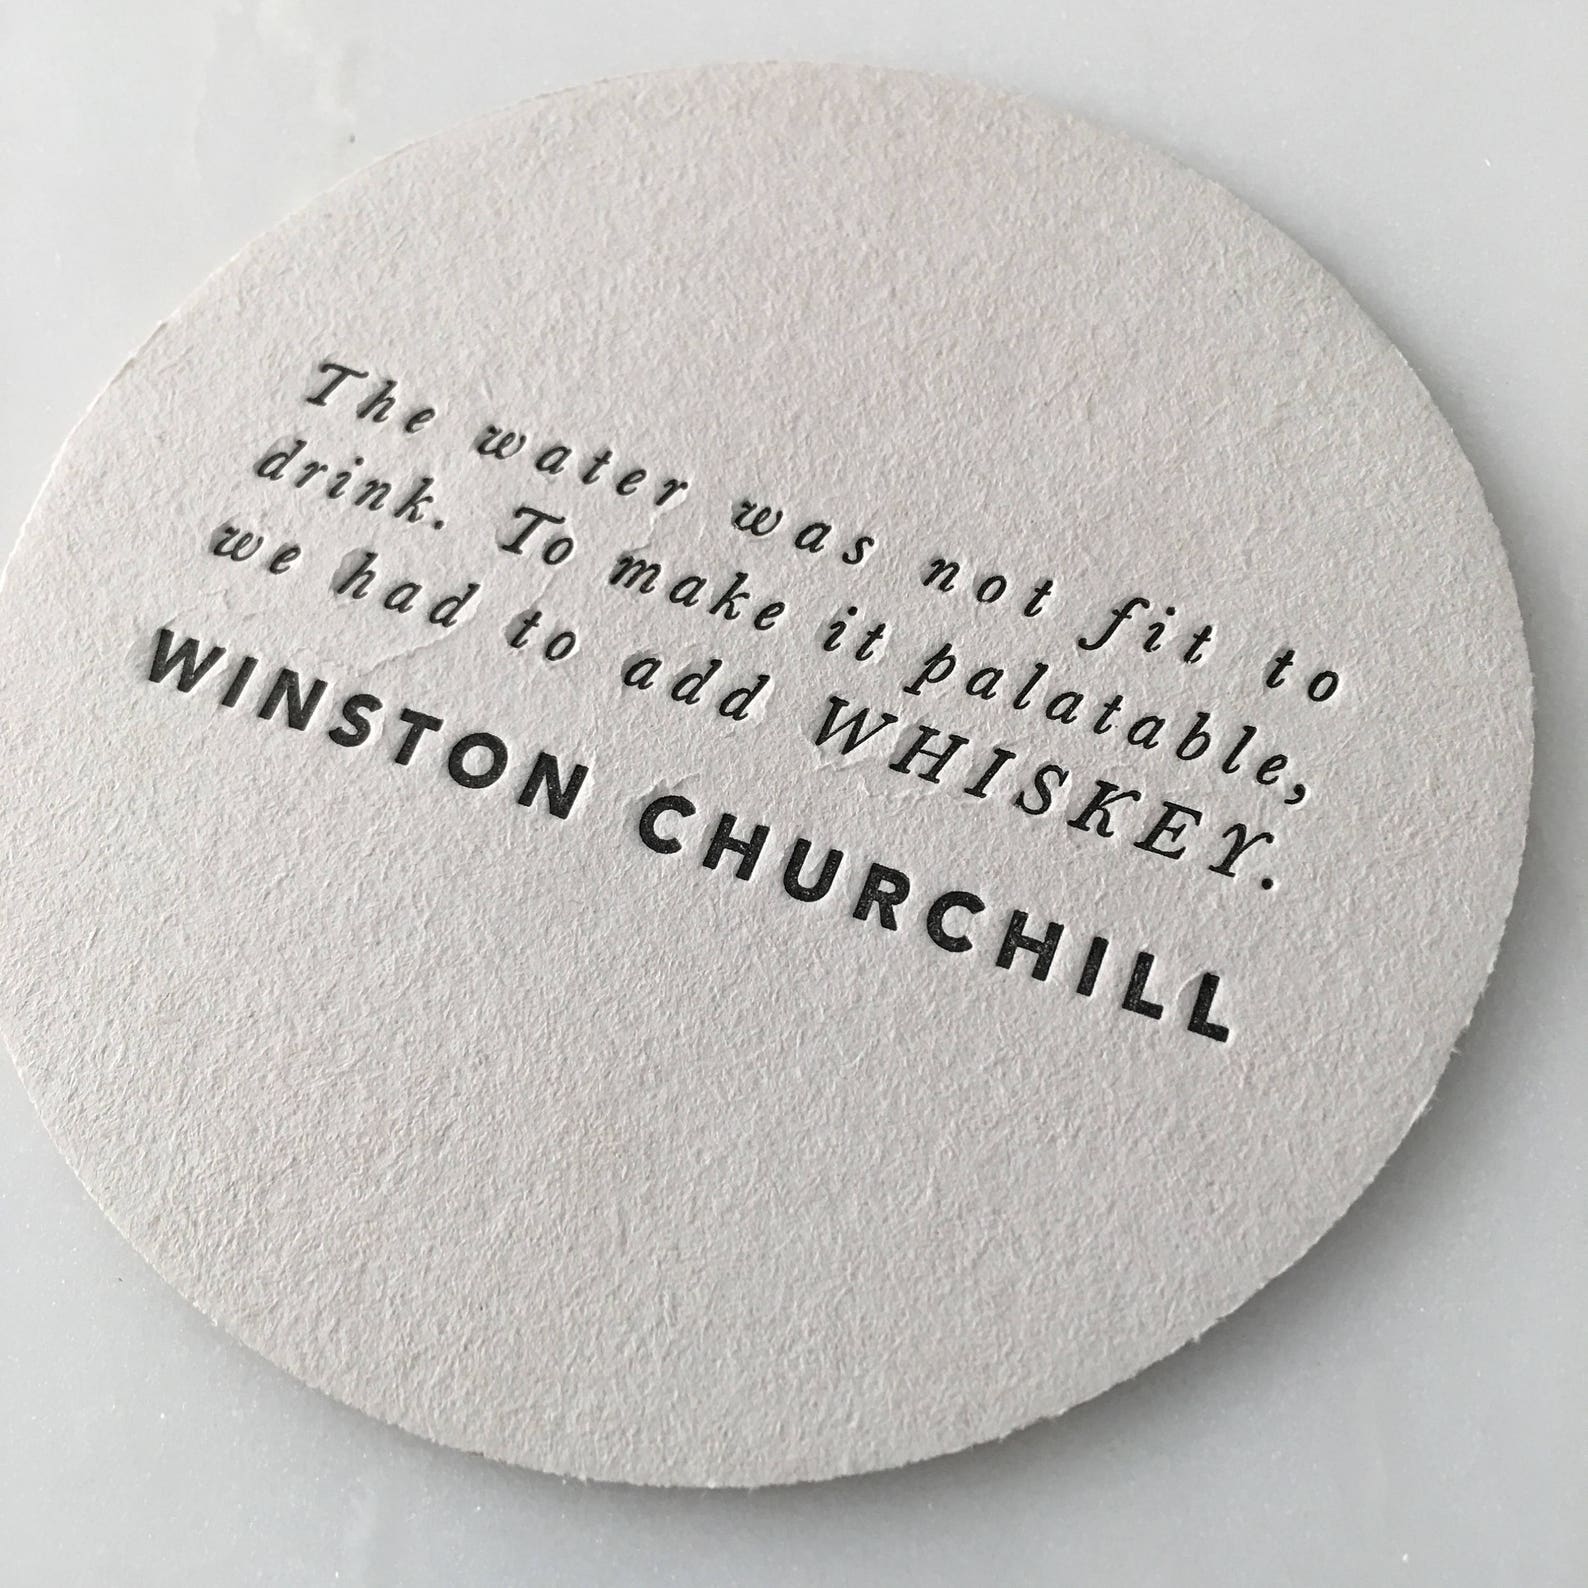 The water was not fit to
drink. To make it palatable,
we had to add WHISKEY.
WINSTON CHURCHILL